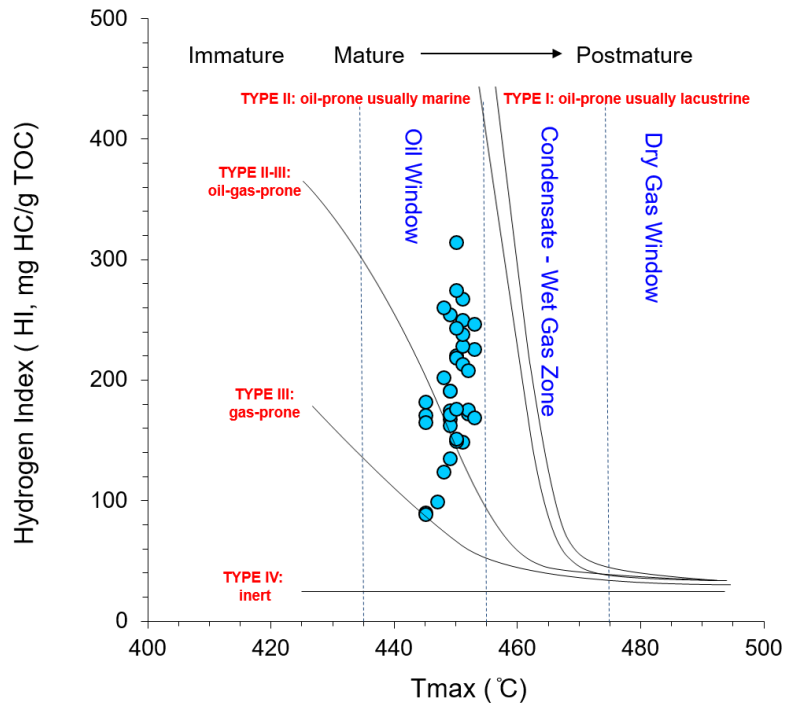 500
Immature
Mature
Postmature
TYPE II: oil-prone usually marine
TYPE I: oil-prone usually lacustrine
400
Oil Window
Condensate - Wet Gas Zone
Dry Gas Window
TYPE II-III:
oil-gas-prone
300
Hydrogen Index ( HI, mg HC/g TOC)
200
TYPE III:
gas-prone
100
TYPE IV:
inert
0
400
420
440
460
480
500
Tmax ( ℃)